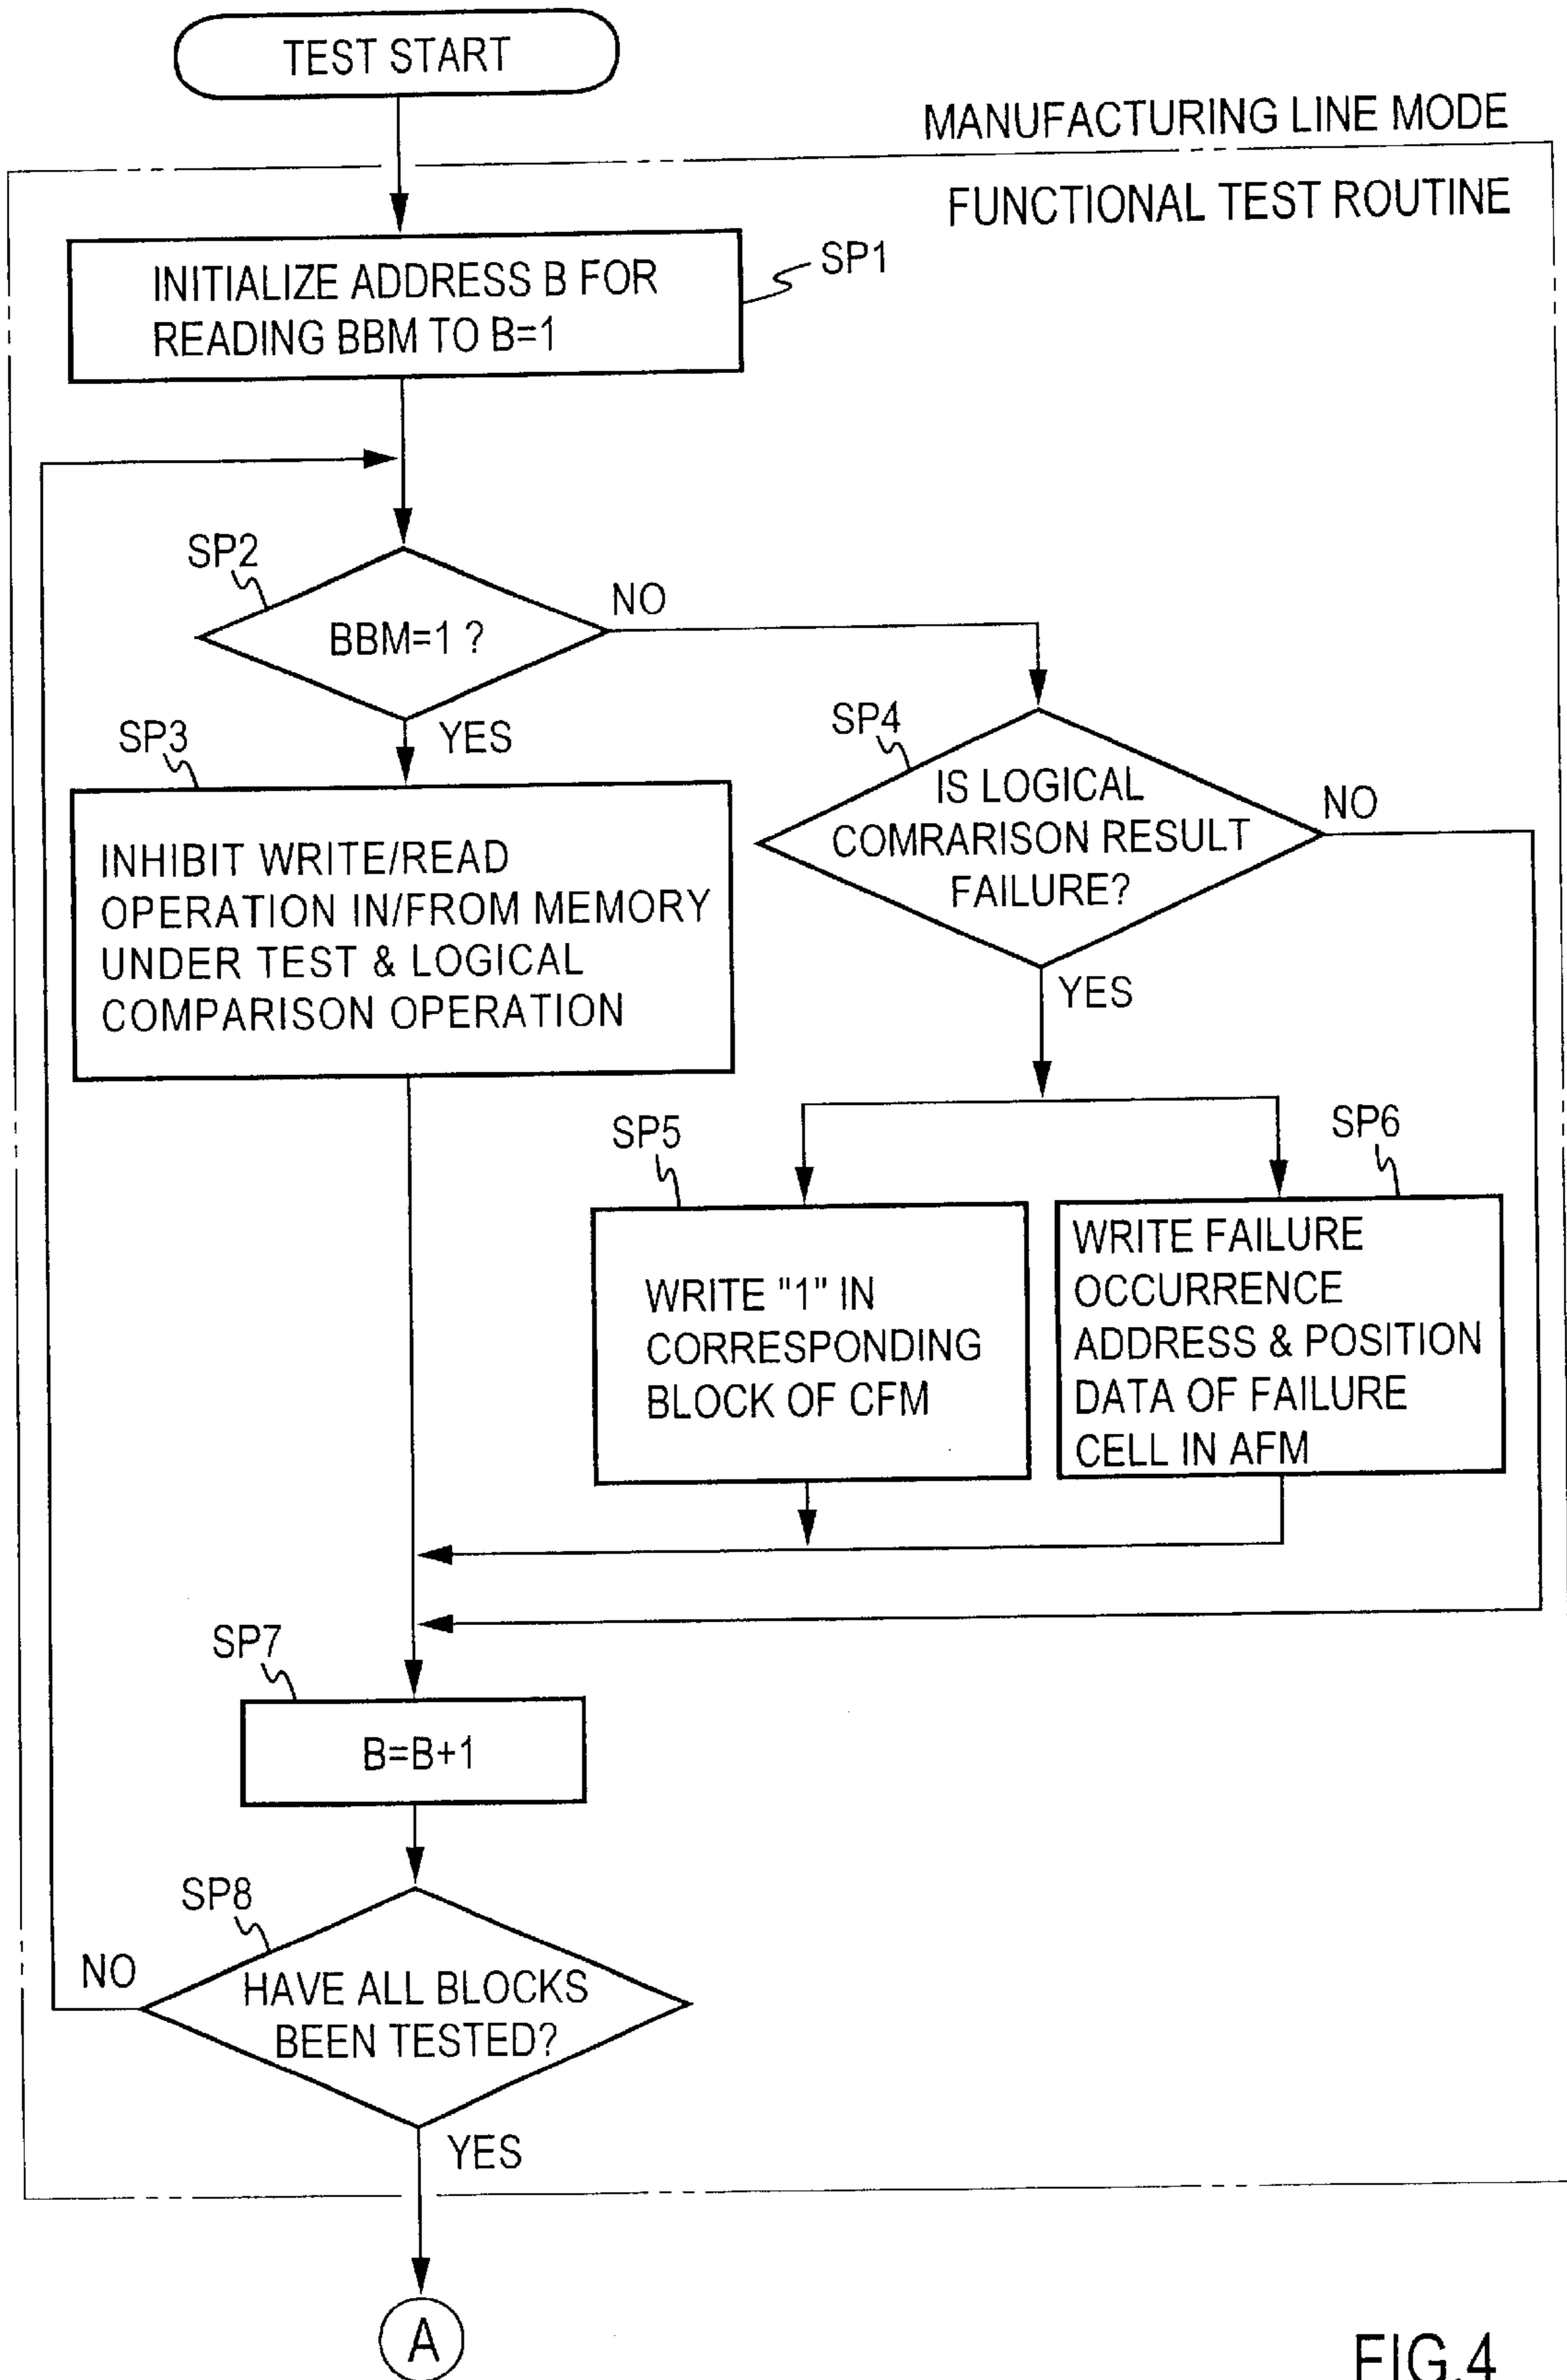 TEST START
MANUFACTURING LINE MODE
FUNCTIONAL TEST ROUTINE
SP1
INITIALIZE ADDRESS B FOR
READING BBM TO B=1
SP2
NO
BBM=1 ?
YES
SP3
INHIBIT WRITE/READ
OPERATION IN/FROM MEMORY
UNDER TEST & LOGICAL
COMPARISON OPERATION
SP4
IS LOGICAL
COMRARISON RESULT
FAILURE?
NO
YES
SP5
WRITE "1" IN
CORRESPONDING
BLOCK OF CFM
SP6
WRITE FAILURE
OCCURRENCE
ADDRESS & POSITION
DATA OF FAILURE
CELL IN AFM
SP7
B=B+1
SP8
NO
HAVE ALL BLOCKS
BEEN TESTED?
YES
A
FIG.4